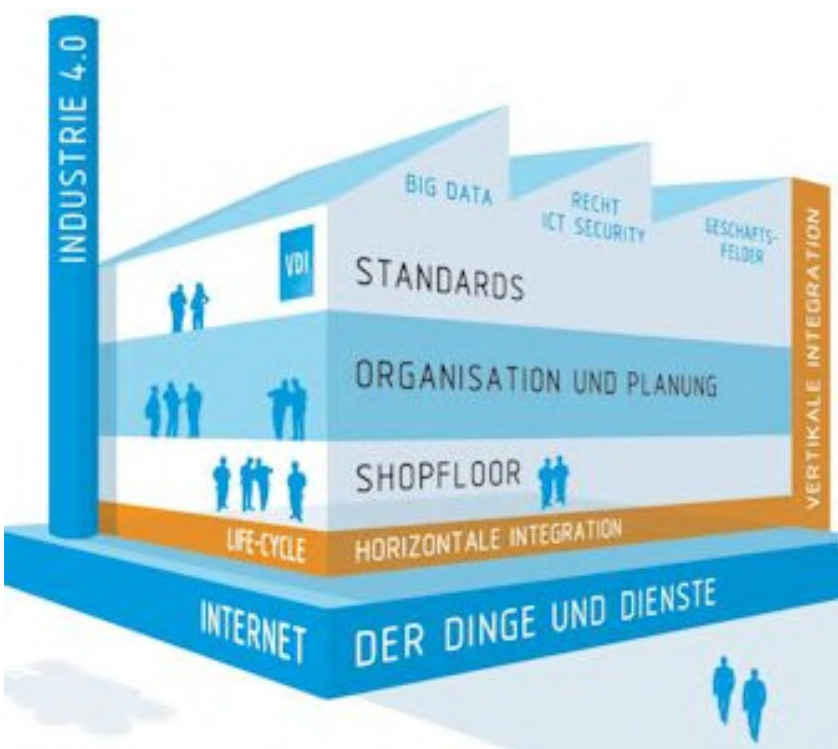 INDUSTRIE 4.0
BIG DATA
RECHT
ICT SECURITY
GESCHÄFTS-
FELDER
VDI
STANDARDS
ORGANISATION UND PLANUNG
SHOPFLOOR
VERTIKALE INTEGRATION
LIFE-CYCLE
HORIZONTALE INTEGRATION
INTERNET
DER DINGE UND DIENSTE